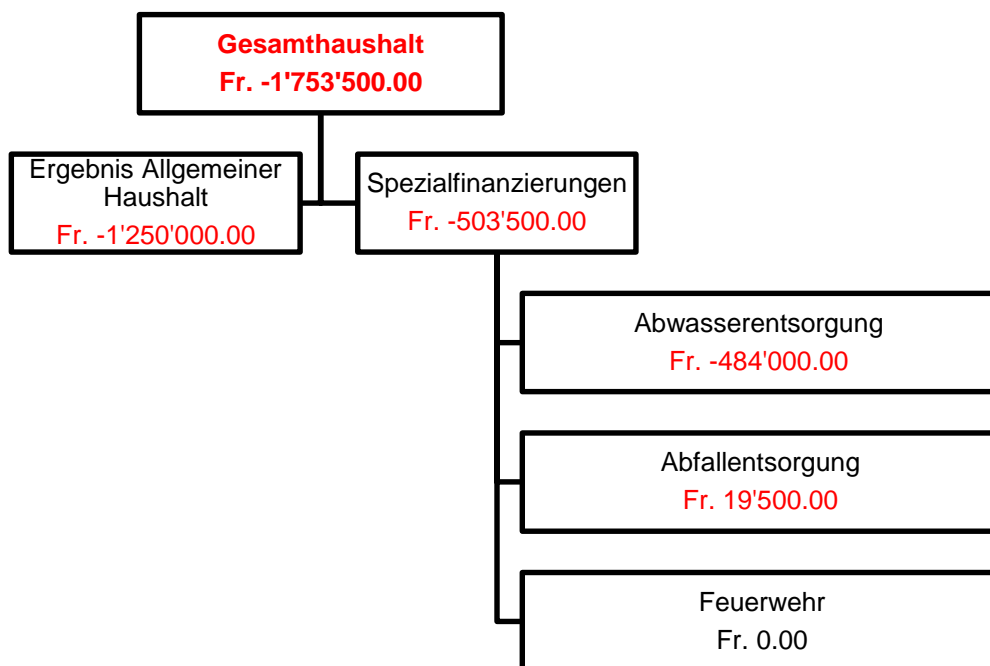 Gesamthaushalt
Fr. -1'753'500.00
Ergebnis Allgemeiner
Haushalt
Fr. -1'250'000.00
Spezialfinanzierungen
Fr. -503'500.00
Abwasserentsorgung
Fr. -484'000.00
Abfallentsorgung
Fr. 19'500.00
Feuerwehr
Fr. 0.00